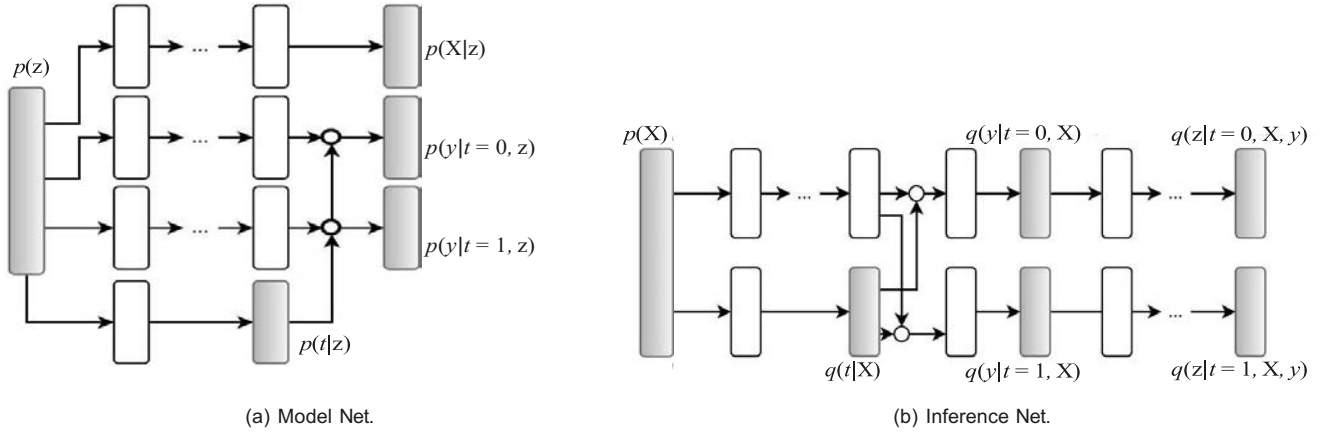 p(z)
...
p(X|z)
...
p(y|t = 0, z)
...
p(y|t = 1, z)
p(t|z)
(a) Model Net.
p(X)
q(y|t = 0, X)
q(z|t = 0, X, y)
...
...
...
q(t|X)
q(y|t = 1, X)
q(z|t = 1, X, y)
(b) Inference Net.